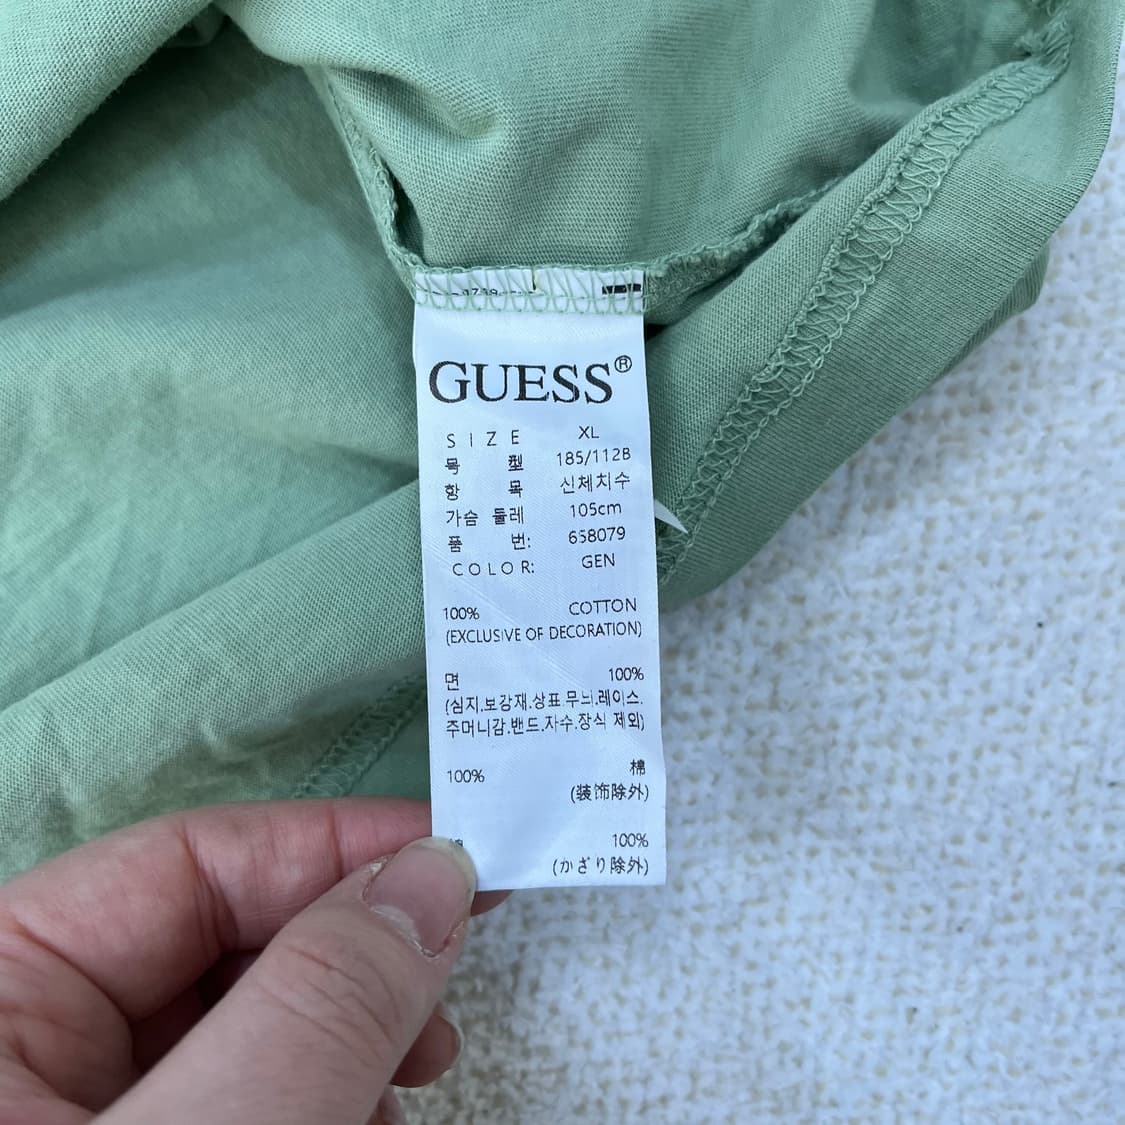 GUESS®
SIZE XL
号型 185/112B
항목 신체치수
가슴 둘레 105cm
품번: 658079
COLOR: GEN
100% COTTON
(EXCLUSIVE OF DECORATION)
면 100%
(심지.보강재.상표.무늬.레이스.
주머니감.밴드.자수.장식 제외)
100% 棉
(装饰除外)
100%
(かざり除外)